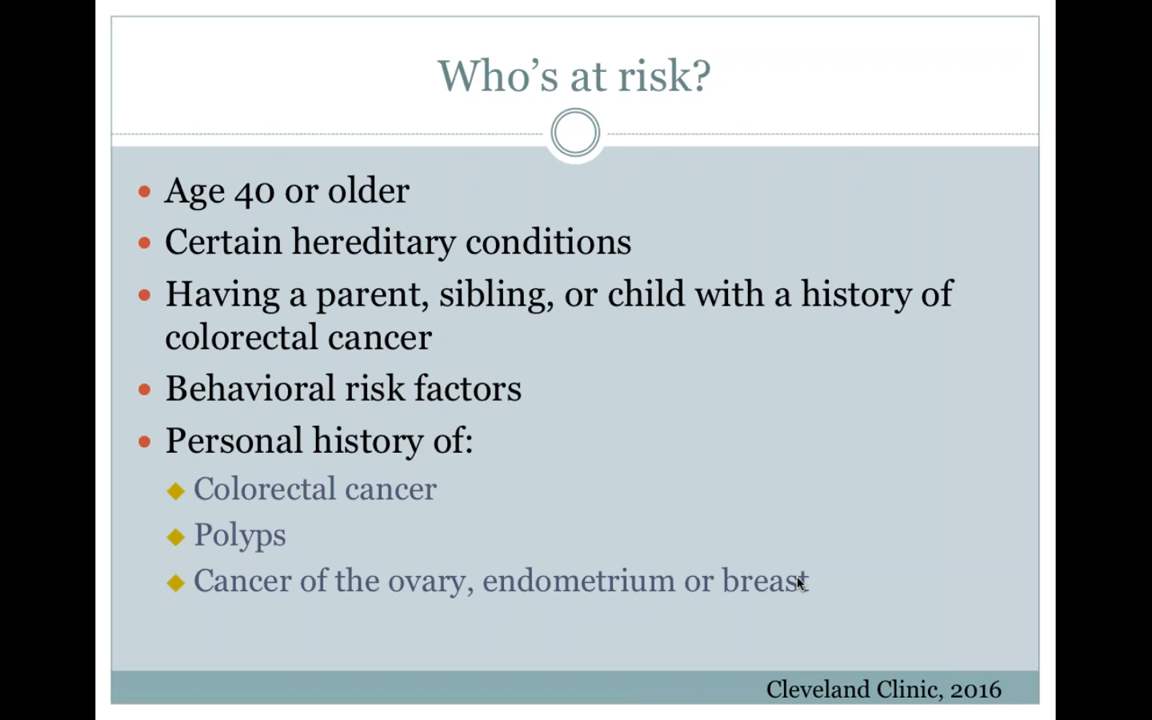 Who's at risk?
Age 40 or older
Certain hereditary conditions
Having a parent, sibling, or child with a history of
colorectal cancer
Behavioral risk factors
Personal history of:
Colorectal cancer
Polyps
Cancer of the ovary, endometrium or breast
Cleveland Clinic, 2016